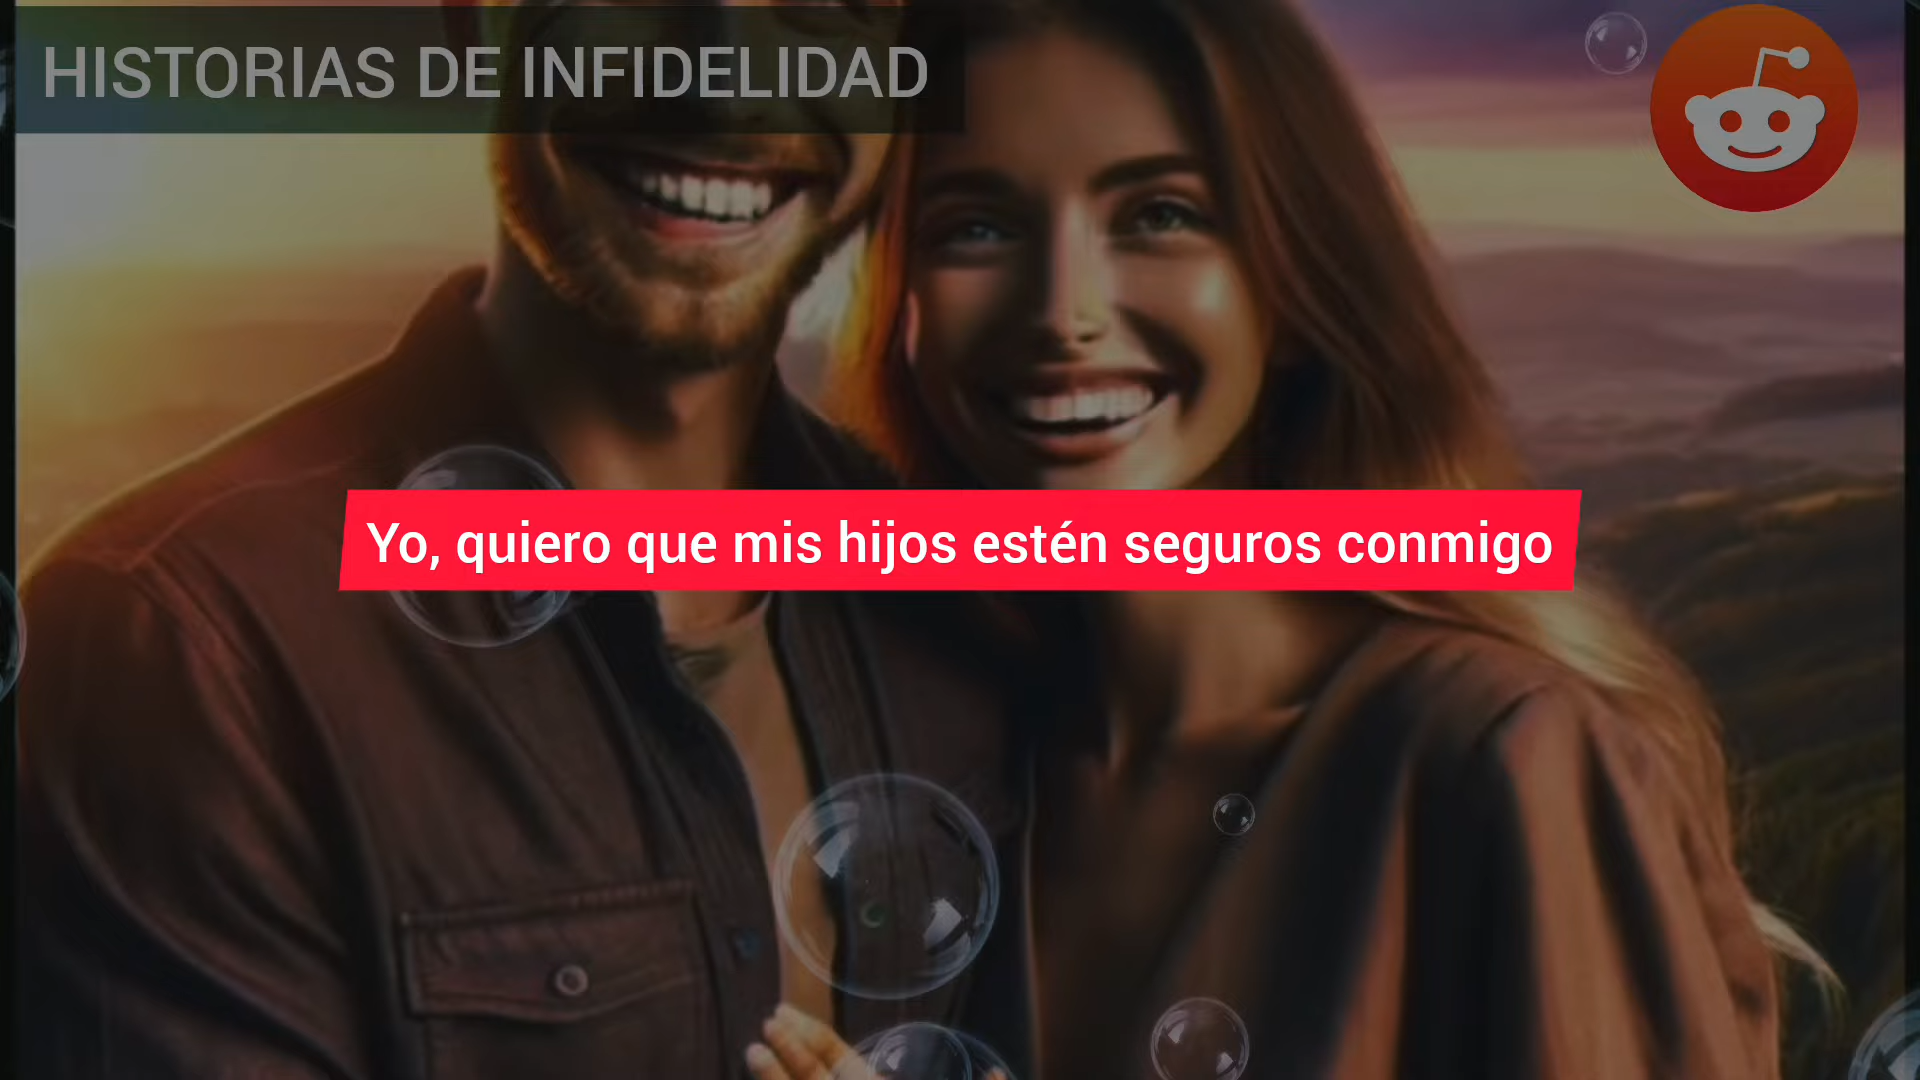 HISTORIAS DE INFIDELIDAD
Yo, quiero que mis hijos estén seguros conmigo